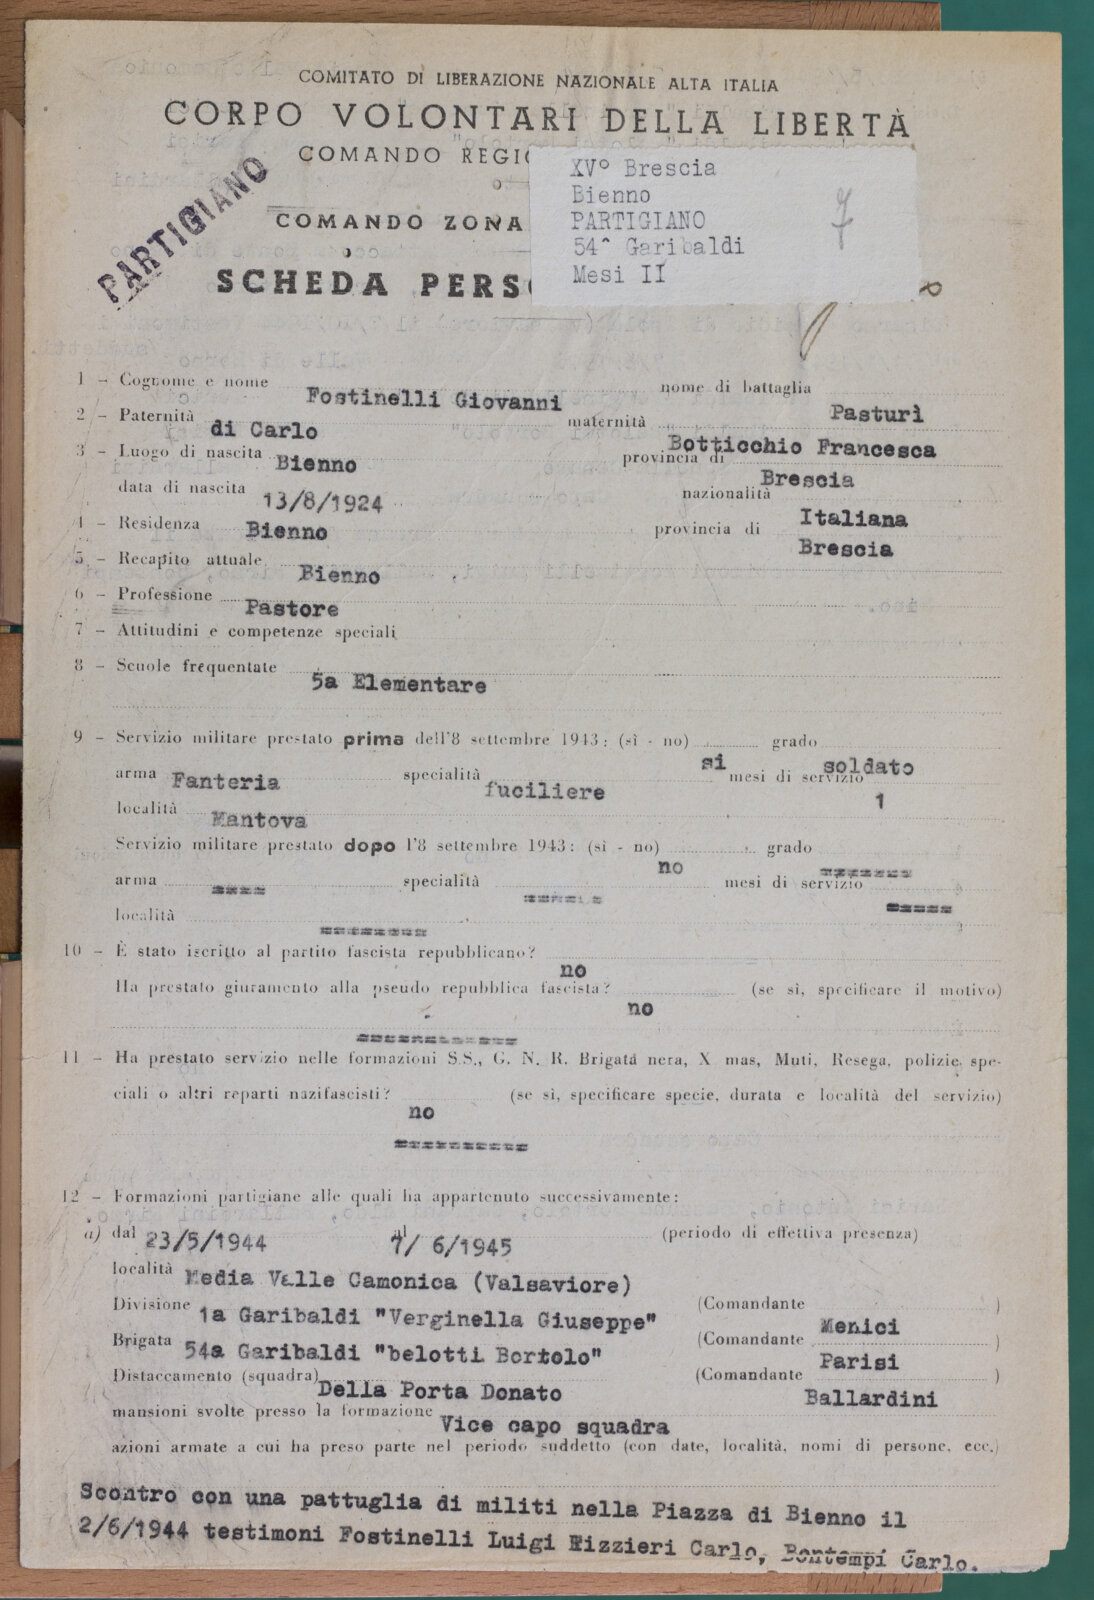 COMITATO DI LIBERAZIONE NAZIONALE ALTA ITALIA
CORPO VOLONTARI DELLA LIBERTÀ
COMANDO REGIO
COMANDO ZONA
SCHEDA PERSO
PARTIGIANO
XV° Brescia
Bienno
PARTIGIANO
54^ Garibaldi
Mesi II
1 - Cognome e nome Fostinelli Giovanni nome di battaglia Pasturì
2 - Paternità di Carlo maternità Botticchio Francesca
3 - Luogo di nascita Bienno provincia di Brescia
data di nascita 13/8/1924 nazionalità Italiana
4 - Residenza Bienno provincia di Brescia
5 - Recapito attuale Bienno
6 - Professione Pastore
7 - Attitudini e competenze speciali
8 - Scuole frequentate 5a Elementare
9 - Servizio militare prestato prima dell'8 settembre 1943: (sì - no) si grado soldato
arma Fanteria specialità fuciliere mesi di servizio 1
località Mantova
Servizio militare prestato dopo l'8 settembre 1943: (sì - no) no grado =======
arma ==== specialità ====== mesi di servizio =====
località ========
10 - È stato iscritto al partito fascista repubblicano? no
Ha prestato giuramento alla pseudo repubblica fascista? no (se sì, specificare il motivo)
============
11 - Ha prestato servizio nelle formazioni S.S., G. N. R. Brigata nera, X mas, Muti, Resega, polizie spe-
ciali o altri reparti nazifascisti? no (se sì, specificare specie, durata e località del servizio)
==========
12 - Formazioni partigiane alle quali ha appartenuto successivamente:
a) dal 23/5/1944 al 7/ 6/1945 (periodo di effettiva presenza)
località Media Valle Camonica (Valsaviore)
Divisione 1a Garibaldi "Verginella Giuseppe" (Comandante Menici )
Brigata 54a Garibaldi "belotti Bortolo" (Comandante Parisi )
Distaccamento (squadra) Della Porta Donato (Comandante Ballardini )
mansioni svolte presso la formazione Vice capo squadra
azioni armate a cui ha preso parte nel periodo suddetto (con date, località, nomi di persone, ecc.)
Scontro con una pattuglia di militi nella Piazza di Bienno il
2/6/1944 testimoni Fostinelli Luigi Rizzieri Carlo, Bontempi Carlo.